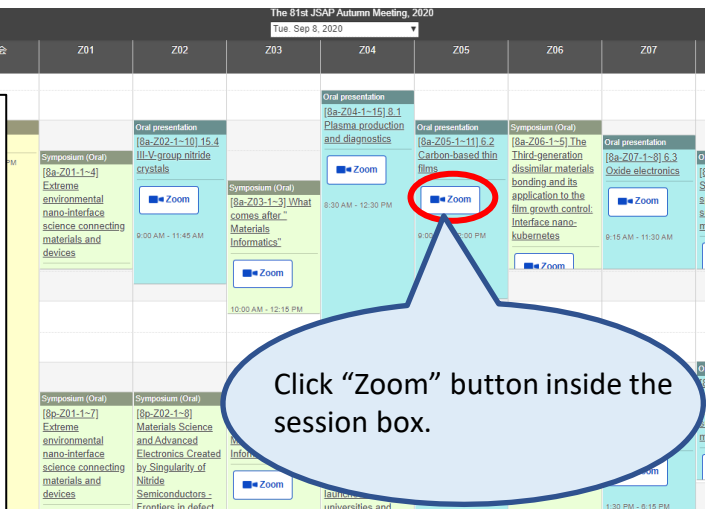 The 81st JSAP Autumn Meeting, 2020
Tue. Sep 8, 2020
会
Z01
Z02
Z03
Z04
Z05
Z06
Z07
PM
Symposium (Oral)
[8a-Z01-1~4]
Extreme
environmental
nano-interface
science connecting
materials and
devices
Oral presentation
[8a-Z02-1~10] 15.4
III-V-group nitride
crystals
Zoom
9:00 AM - 11:45 AM
Symposium (Oral)
[8a-Z03-1~3] What
comes after "
Materials
Informatics"
Zoom
10:00 AM - 12:15 PM
Oral presentation
[8a-Z04-1~15] 8.1
Plasma production
and diagnostics
Zoom
8:30 AM - 12:30 PM
Oral presentation
[8a-Z05-1~11] 6.2
Carbon-based thin
films
Zoom
9:00
:00 PM
Symposium (Oral)
[8a-Z06-1~5] The
Third-generation
dissimilar materials
bonding and its
application to the
film growth control:
Interface nano-
kubernetes
Zoom
Oral presentation
[8a-Z07-1~8] 6.3
Oxide electronics
Zoom
9:15 AM - 11:30 AM
Click “Zoom” button inside the
session box.
Symposium (Oral)
[8p-Z01-1~7]
Extreme
environmental
nano-interface
science connecting
materials and
devices
Symposium (Oral)
[8p-Z02-1~8]
Materials Science
and Advanced
Electronics Created
by Singularity of
Nitride
Semiconductors -
Frontiers in defect
Zoom
universities and
1:30 PM - 6:15 PM